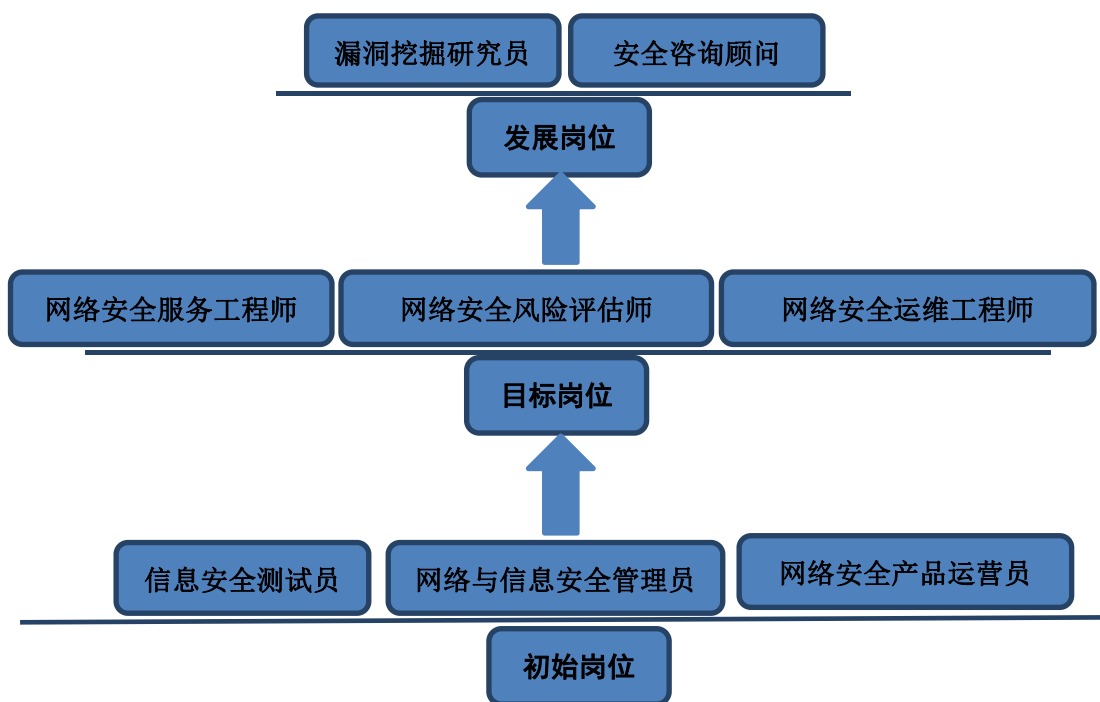 漏洞挖掘研究员 安全咨询顾问
发展岗位
网络安全服务工程师 网络安全风险评估师 网络安全运维工程师
目标岗位
信息安全测试员 网络与信息安全管理员 网络安全产品运营员
初始岗位